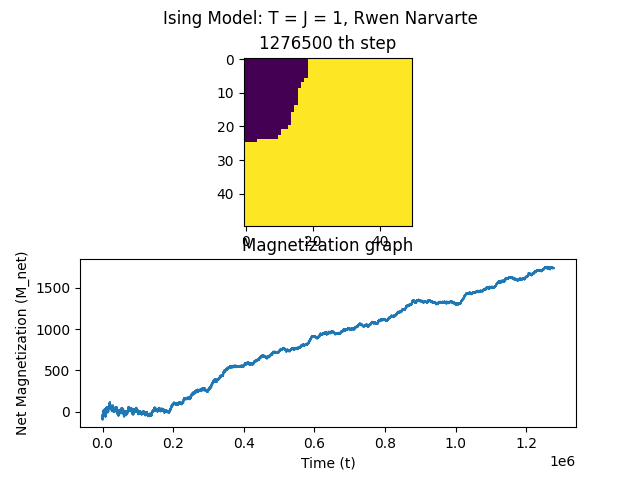 Ising Model: T = J = 1, Rwen Narvarte
1276500 th step
0
10
20
30
40
0 20 40
Magnetization graph
Net Magnetization (M_net)
1500
1000
500
0
0.0 0.2 0.4 0.6 0.8 1.0 1.2
1e6
Time (t)